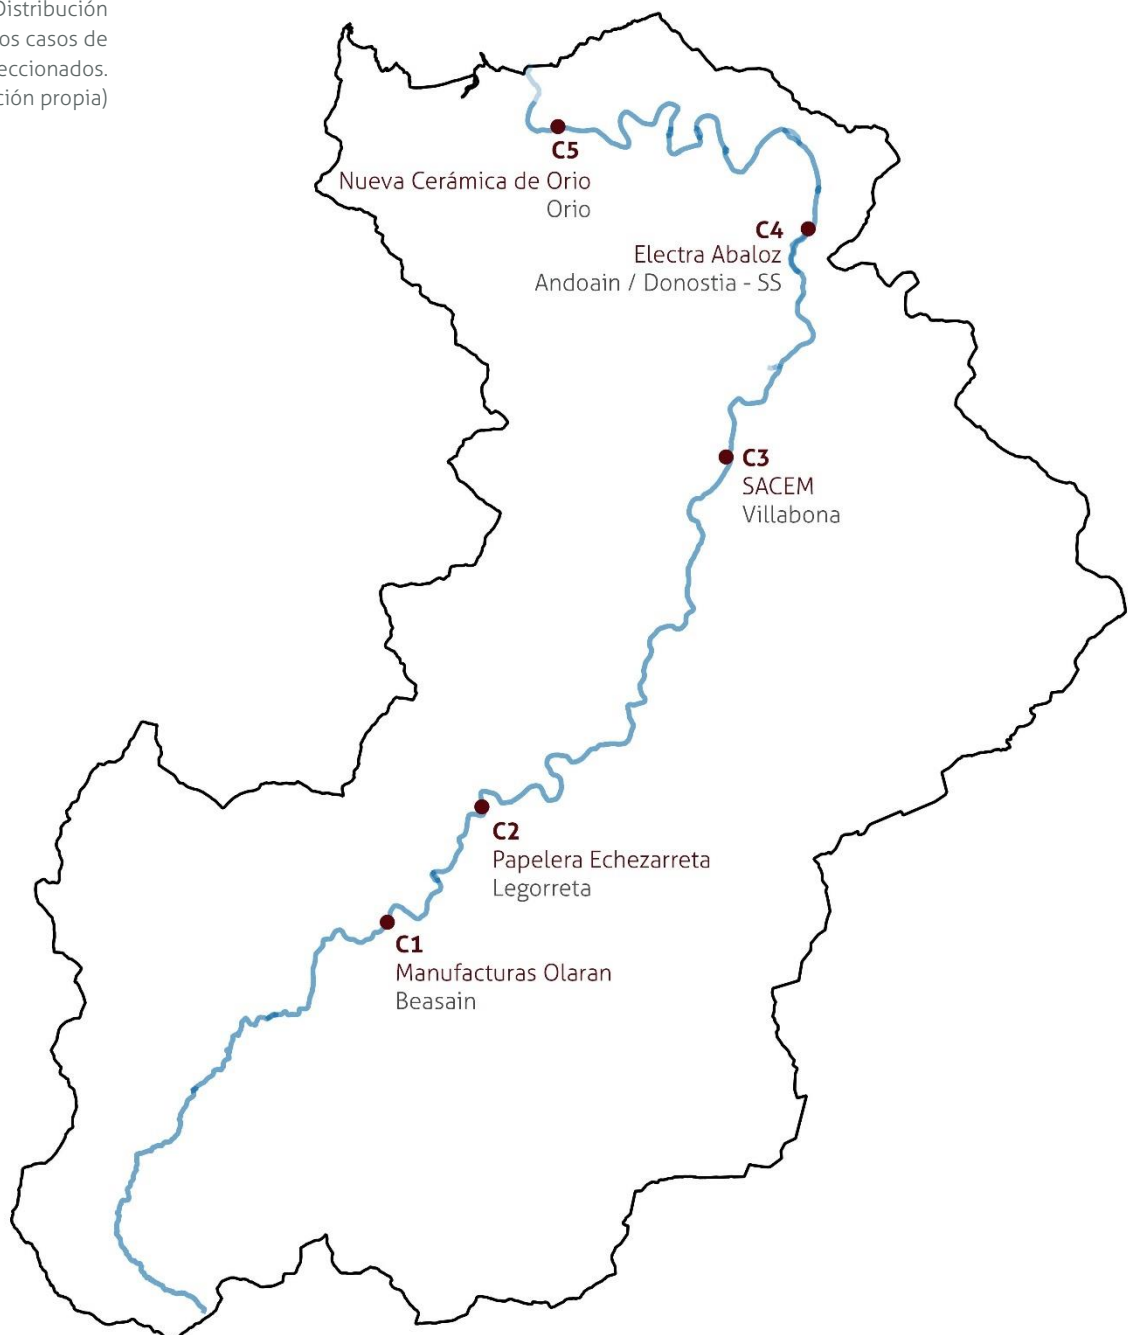 Distribución
os casos de
eccionados.
ción propia)
C5
Nueva Cerámica de Orio
Orio
C4
Electra Abaloz
Andoain / Donostia - SS
C3
SACEM
Villabona
C2
Papelera Echezarreta
Legorreta
C1
Manufacturas Olaran
Beasain